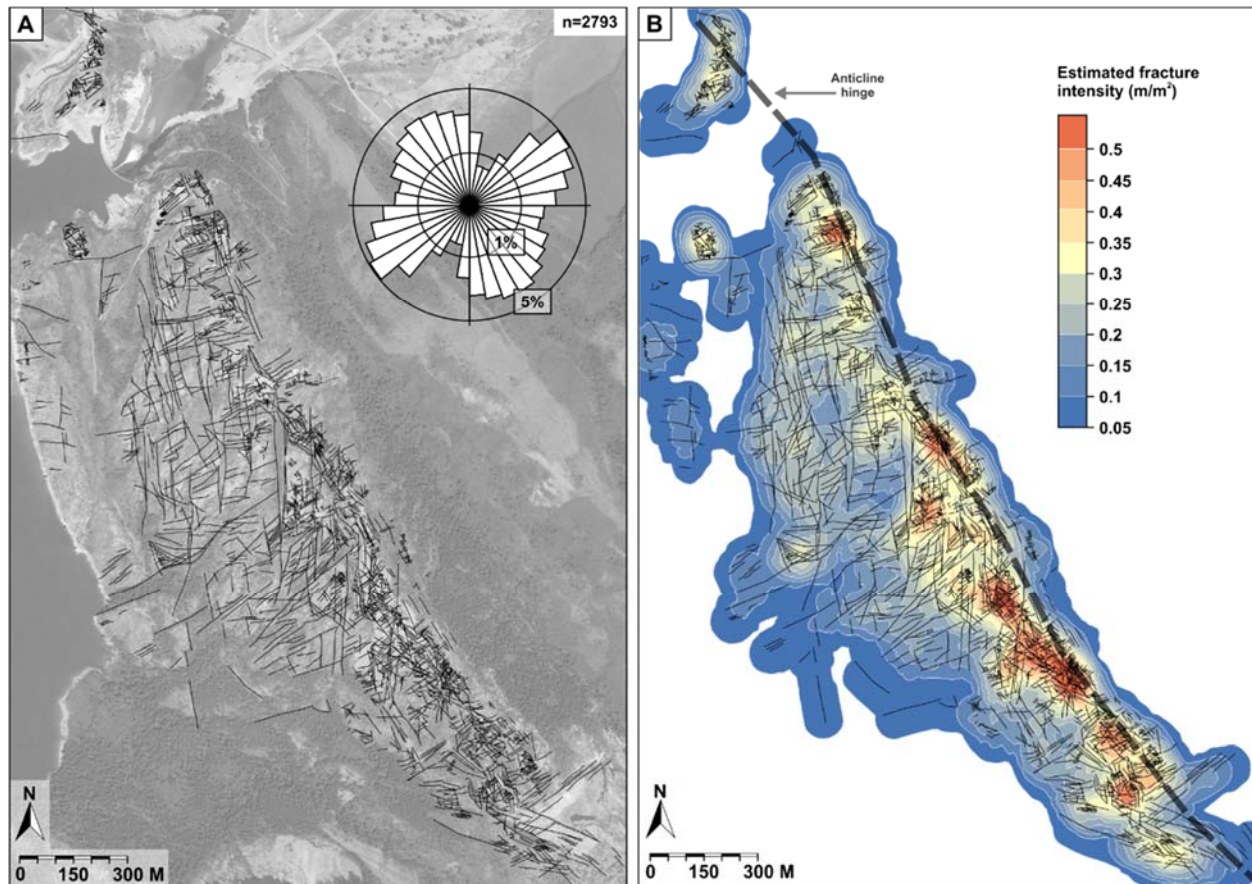 A
n=2793
1%
5%
N
0 150 300 M
B
Anticline
hinge
Estimated fracture
intensity (m/m²)
0.5
0.45
0.4
0.35
0.3
0.25
0.2
0.15
0.1
0.05
N
0 150 300 M